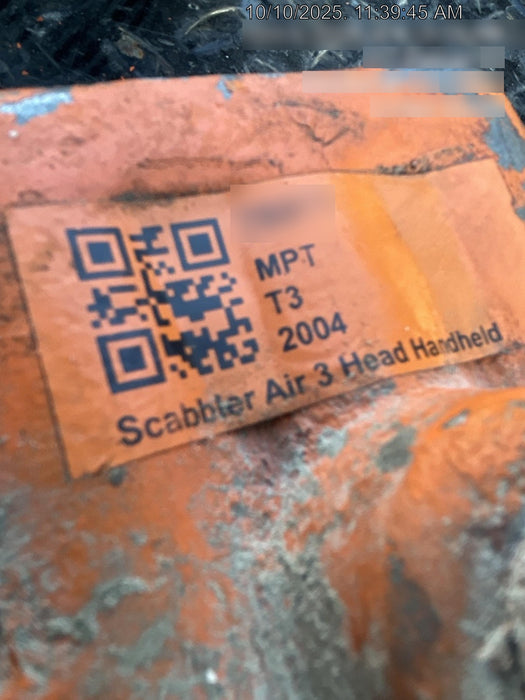 10/10/2025. 11:39:45 AM
MPT
T3
2004
Scabbler Air 3 Head Handheld